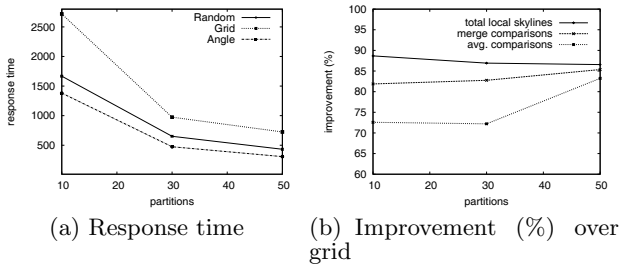 Random
Grid
Angle
2500
2000
1500
1000
500
10 20 30 40 50
response time
partitions
(a) Response time
total local skylines
merge comparisons
avg. comparisons
100
95
90
85
80
75
70
65
60
10 20 30 40 50
improvement (%)
partitions
(b) Improvement (%) over
grid